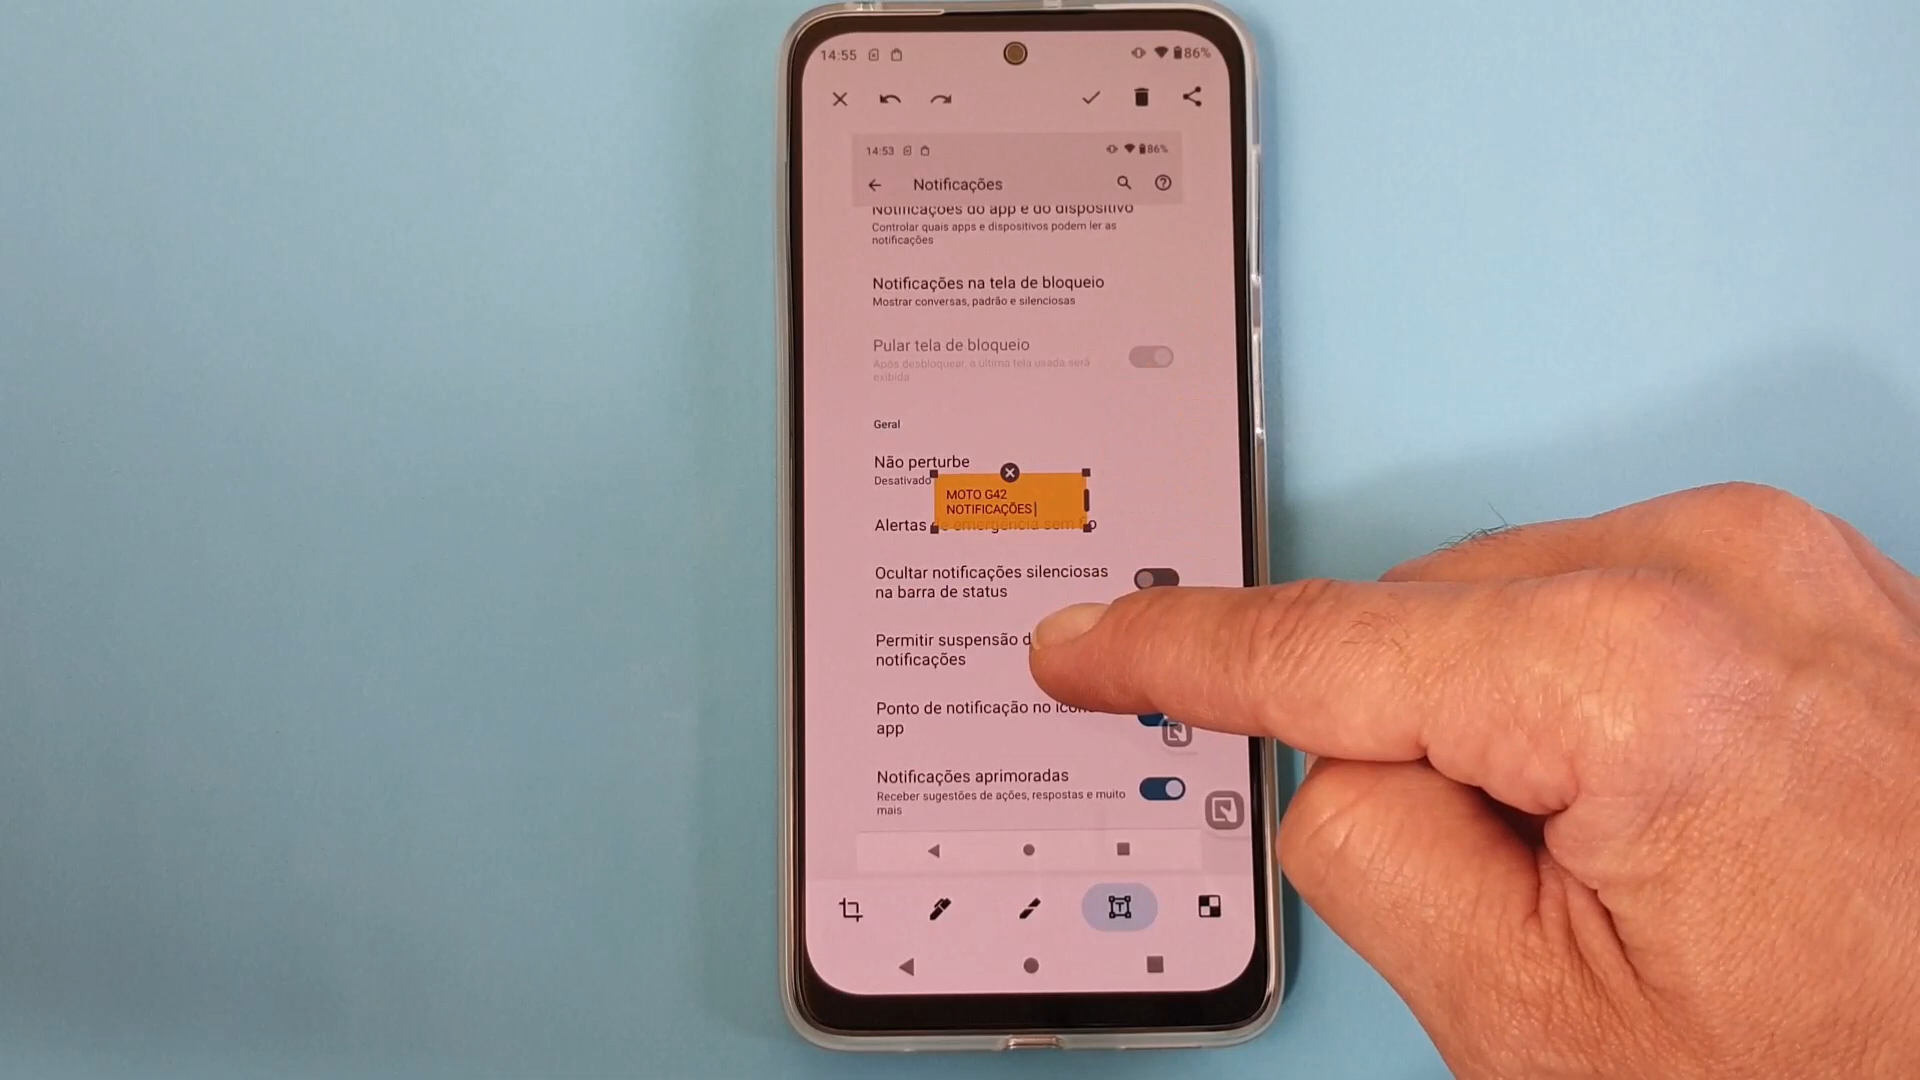 14:55
86%
14:53
86%
Notificações
Notificações do app e do dispositivo
Controlar quais apps e dispositivos podem ler as
notificações
Notificações na tela de bloqueio
Mostrar conversas, padrão e silenciosas
Pular tela de bloqueio
Após desbloquear, a última tela usada será
exibida
Geral
Não perturbe
Desativado
MOTO G42
NOTIFICAÇÕES
Alertas de emergência sem fio
Ocultar notificações silenciosas
na barra de status
Permitir suspensão d
notificações
Ponto de notificação no ícon
app
Notificações aprimoradas
Receber sugestões de ações, respostas e muito
mais
T